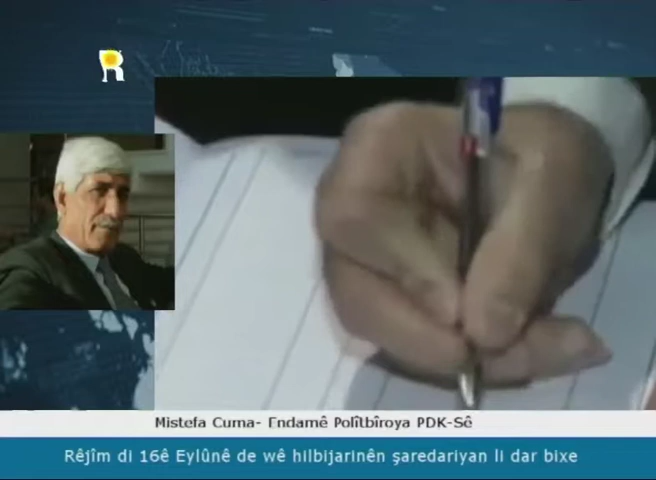 R
Mistefa Cuma- Endamê Polîtbîroya PDK-Sê
Rêjîm di 16ê Eylûnê de wê hilbijarinên şaredariyan li dar bixe